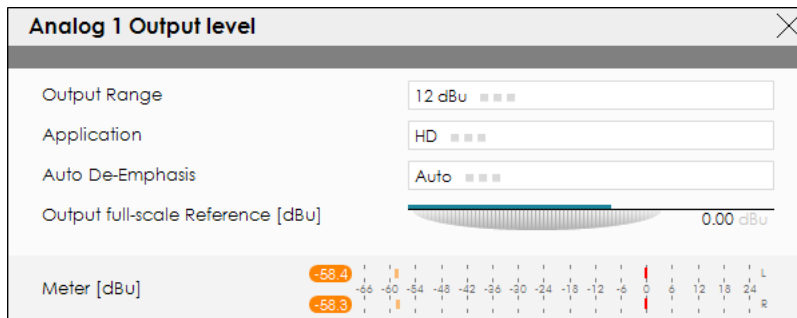 Analog 1 Output level
Output Range 12 dBu
Application HD
Auto De-Emphasis Auto
Output full-scale Reference [dBu] 0.00 dBu
-58.4 L
Meter [dBu] -66 -60 -54 -48 -42 -36 -30 -24 -18 -12 -6 0 6 12 18 24
-58.3 R